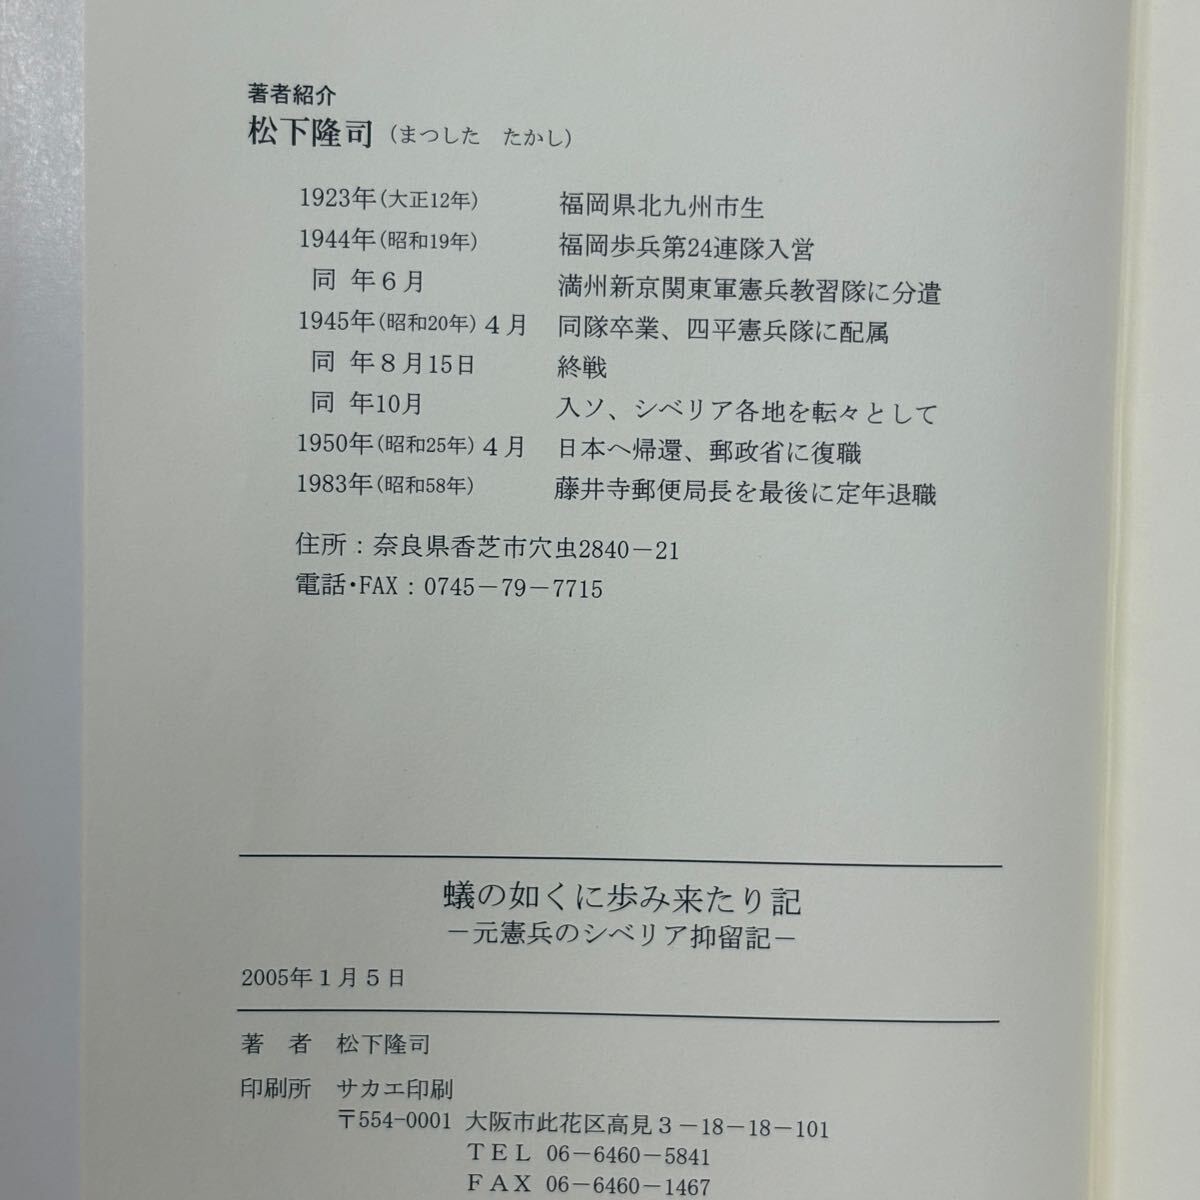 著者紹介
松下隆司（まつした　たかし）
1923年（大正12年）　福岡県北九州市生
1944年（昭和19年）　福岡歩兵第24連隊入営
同　年６月　満州新京関東軍憲兵教習隊に分遣
1945年（昭和20年）４月　同隊卒業、四平憲兵隊に配属
同　年８月15日　終戦
同　年10月　入ソ、シベリア各地を転々として
1950年（昭和25年）４月　日本へ帰還、郵政省に復職
1983年（昭和58年）　藤井寺郵便局長を最後に定年退職
住所：奈良県香芝市穴虫2840－21
電話・FAX：0745－79－7715
蟻の如くに歩み来たり記
－元憲兵のシベリア抑留記－
2005年１月５日
著　者　松下隆司
印刷所　サカエ印刷
〒554-0001　大阪市此花区高見３－18－18－101
ＴＥＬ 06－6460－5841
ＦＡＸ 06－6460－1467